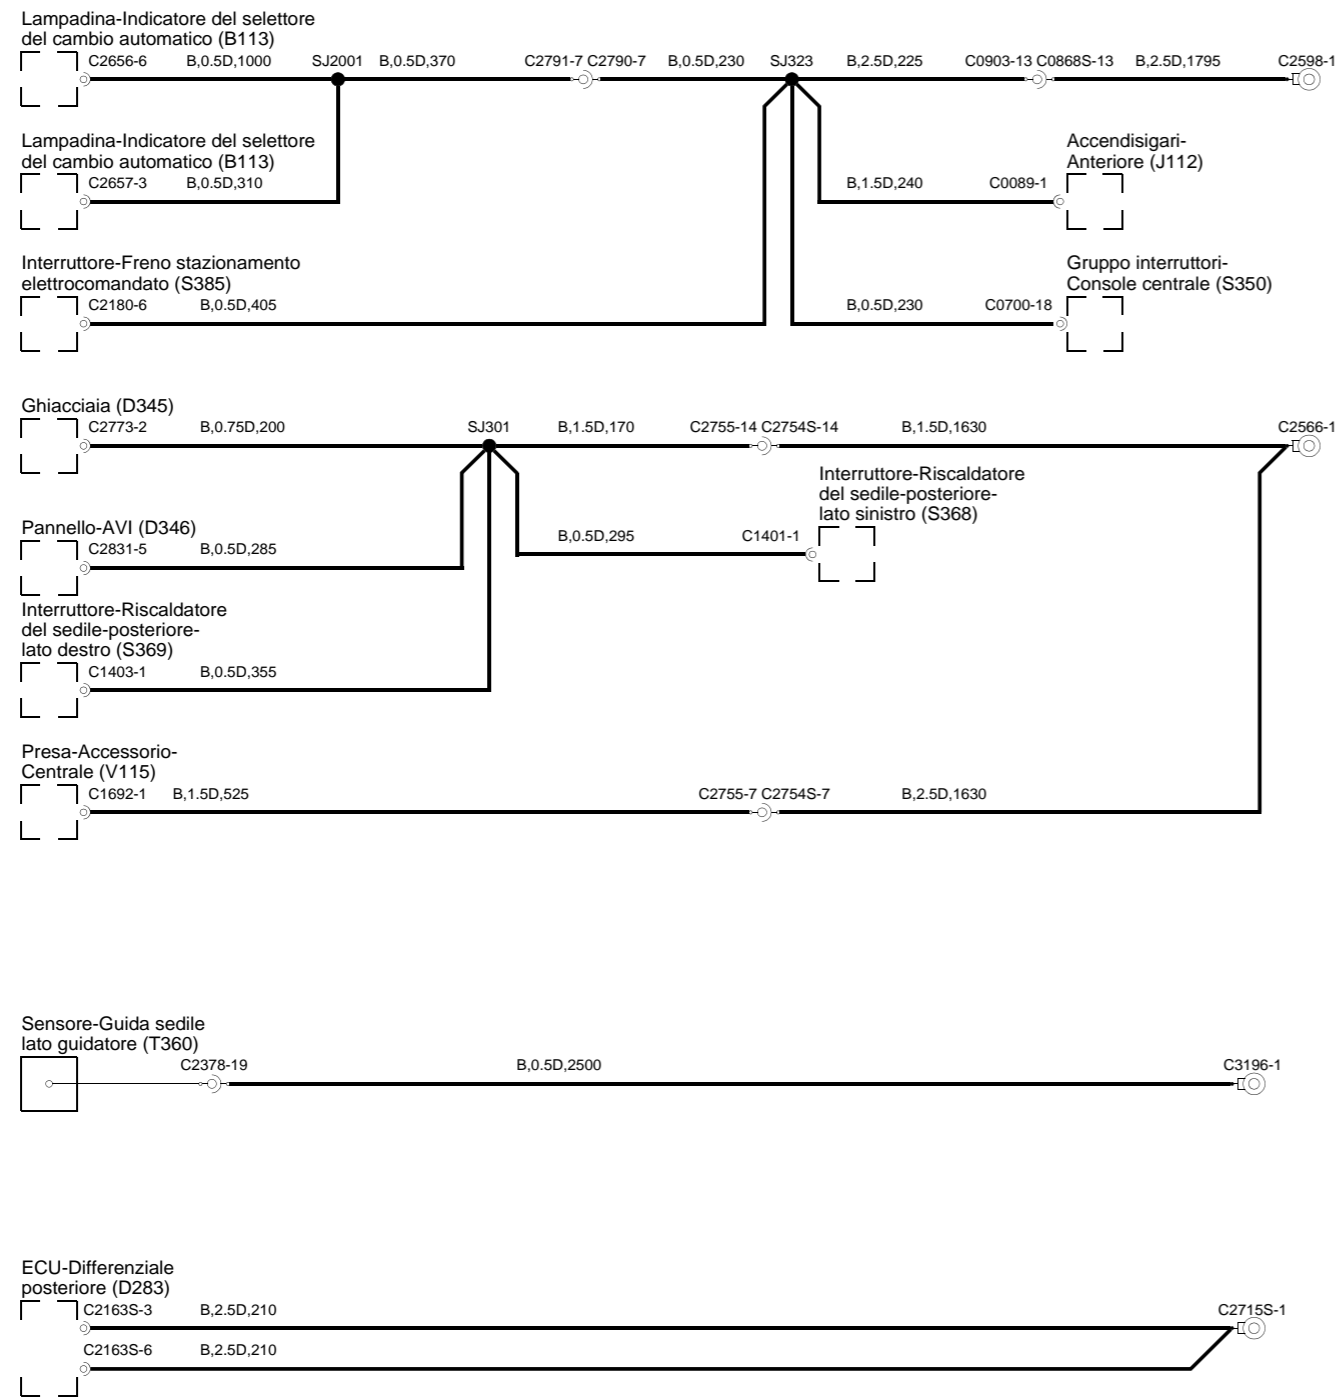 Lampadina-Indicatore del selettore
del cambio automatico (B113)
C2656-6 B,0.5D,1000 SJ2001 B,0.5D,370 C2791-7 C2790-7 B,0.5D,230 SJ323 B,2.5D,225 C0903-13 C0868S-13 B,2.5D,1795 C2598-1
Lampadina-Indicatore del selettore
del cambio automatico (B113)
C2657-3 B,0.5D,310
Accendisigari-
Anteriore (J112)
B,1.5D,240 C0089-1
Interruttore-Freno stazionamento
elettrocomandato (S385)
C2180-6 B,0.5D,405
Gruppo interruttori-
Console centrale (S350)
B,0.5D,230 C0700-18
Ghiacciaia (D345)
C2773-2 B,0.75D,200 SJ301 B,1.5D,170 C2755-14 C2754S-14 B,1.5D,1630 C2566-1
Interruttore-Riscaldatore
del sedile-posteriore-
lato sinistro (S368)
B,0.5D,295 C1401-1
Pannello-AVI (D346)
C2831-5 B,0.5D,285
Interruttore-Riscaldatore
del sedile-posteriore-
lato destro (S369)
C1403-1 B,0.5D,355
Presa-Accessorio-
Centrale (V115)
C1692-1 B,1.5D,525 C2755-7 C2754S-7 B,2.5D,1630
Sensore-Guida sedile
lato guidatore (T360)
C2378-19 B,0.5D,2500 C3196-1
ECU-Differenziale
posteriore (D283)
C2163S-3 B,2.5D,210 C2715S-1
C2163S-6 B,2.5D,210